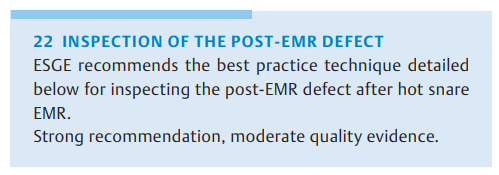 22 INSPECTION OF THE POST-EMR DEFECT
ESGE recommends the best practice technique detailed
below for inspecting the post-EMR defect after hot snare
EMR.
Strong recommendation, moderate quality evidence.